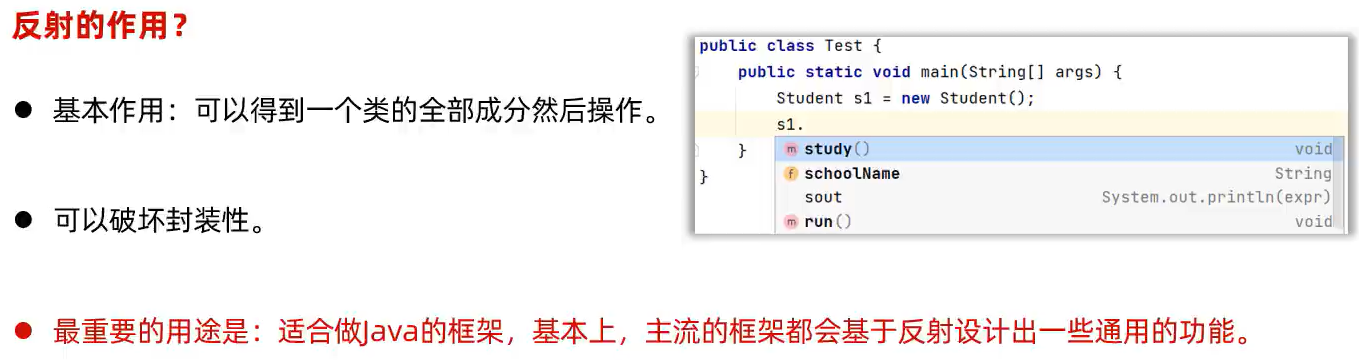 反射的作用？
● 基本作用：可以得到一个类的全部成分然后操作。
● 可以破坏封装性。
● 最重要的用途是：适合做Java的框架，基本上，主流的框架都会基于反射设计出一些通用的功能。
public class Test {
public static void main(String[] args) {
Student s1 = new Student();
s1.
m study() void
f schoolName String
sout System.out.println(expr)
m run() void
}
}